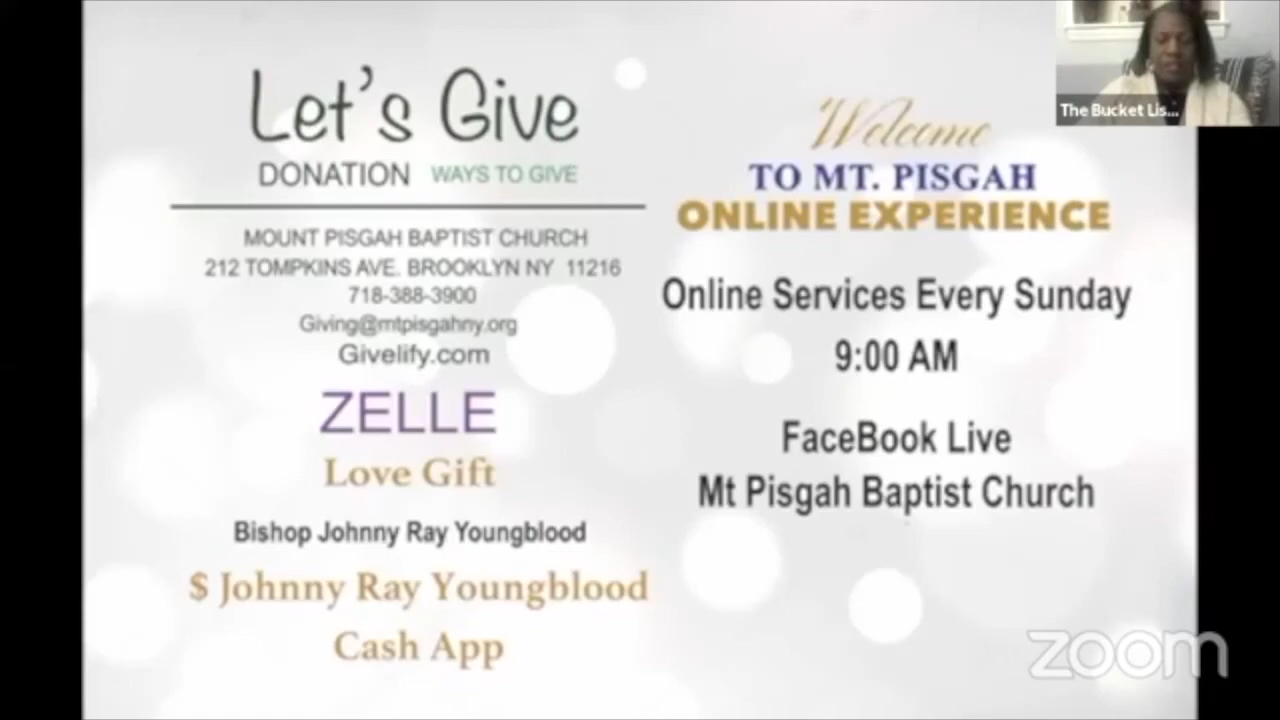 Let's Give
DONATION WAYS TO GIVE
MOUNT PISGAH BAPTIST CHURCH
212 TOMPKINS AVE. BROOKLYN NY 11216
718-388-3900
Giving@mtpisgahny.org
Givelify.com
ZELLE
Love Gift
Bishop Johnny Ray Youngblood
$ Johnny Ray Youngblood
Cash App
Welcome
TO MT. PISGAH
ONLINE EXPERIENCE
Online Services Every Sunday
9:00 AM
FaceBook Live
Mt Pisgah Baptist Church
The Bucket Lis...
zoom